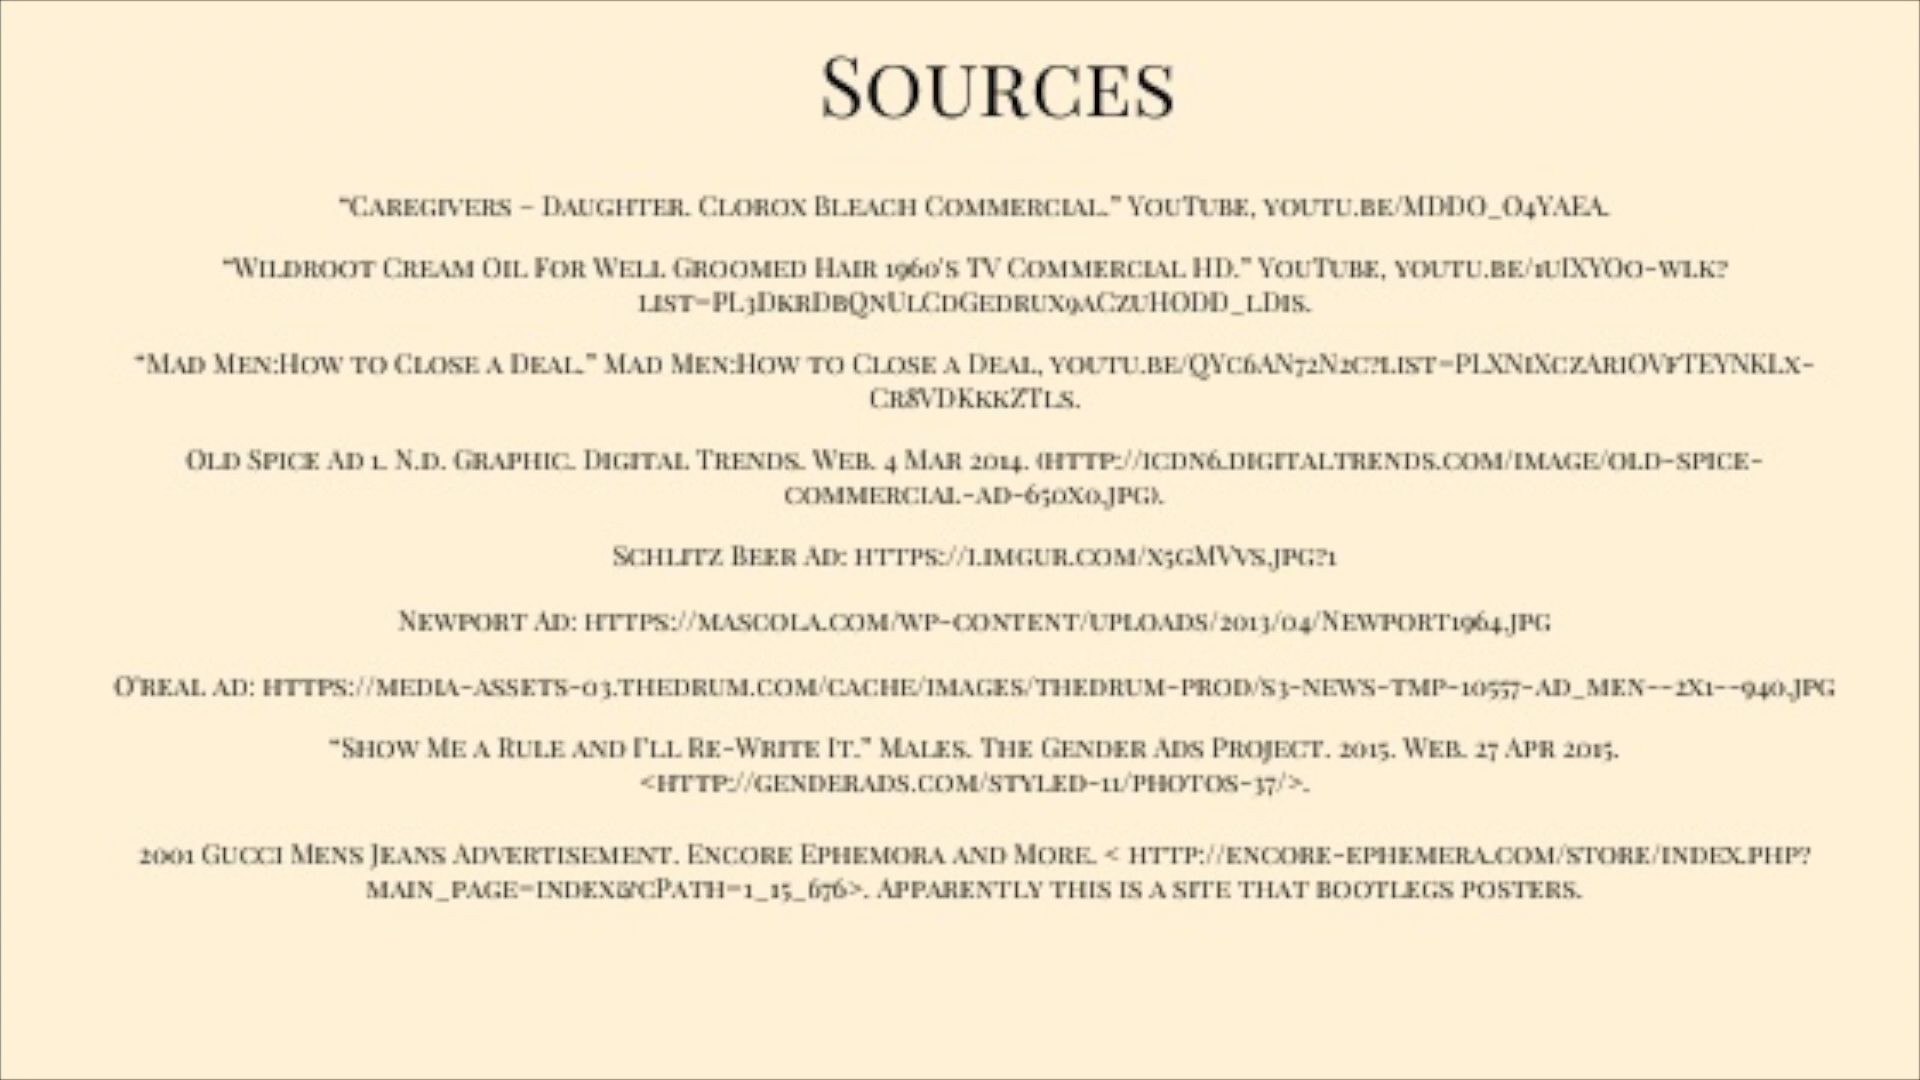 Sources
“Caregivers – Daughter. Clorox Bleach Commercial.” YouTube, youtu.be/MDDO_O4YAEA.
“Wildroot Cream Oil For Well Groomed Hair 1960's TV Commercial HD.” YouTube, youtu.be/1UIXYOo-wlk?
list=PL3DkrDbQnUlCdGedrux9ACzuHODD_lDis.
“Mad Men:How to Close a Deal.” Mad Men:How to Close a Deal, youtu.be/QYc6AN72N2c?list=PLXNiXczAr1OVfTEYNKLx-
Cr8VDKkkZTls.
Old Spice Ad 1. N.d. Graphic. Digital Trends. Web. 4 Mar 2014. (http://icdn6.digitaltrends.com/image/old-spice-
commercial-ad-650x0.jpg).
Schlitz Beer Ad: https://i.imgur.com/x5GMVvs.jpg?1
Newport Ad: https://mascola.com/wp-content/uploads/2013/04/Newport1964.jpg
O'real ad: https://media-assets-03.thedrum.com/cache/images/thedrum-prod/s3-news-tmp-10557-ad_men--2x1--940.jpg
“Show Me a Rule and I'll Re-Write It.” Males. The Gender Ads Project. 2015. Web. 27 Apr 2015.
<http://genderads.com/styled-11/photos-37/>.
2001 Gucci Mens Jeans Advertisement. Encore Ephemora and More. < http://encore-ephemera.com/store/index.php?
main_page=index&cPath=1_15_676>. Apparently this is a site that bootlegs posters.